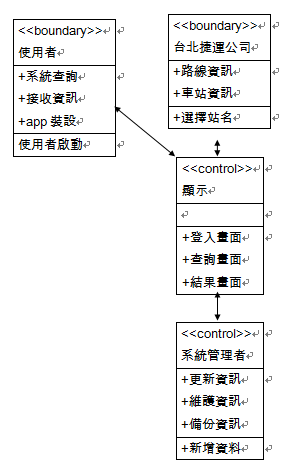 <<boundary>>
使用者
+系統查詢
+接收資訊
+app 裝設
使用者啟動
<<boundary>>
台北捷運公司
+路線資訊
+車站資訊
+選擇站名
<<control>>
顯示
+登入畫面
+查詢畫面
+結果畫面
<<control>>
系統管理者
+更新資訊
+維護資訊
+備份資訊
+新增資料